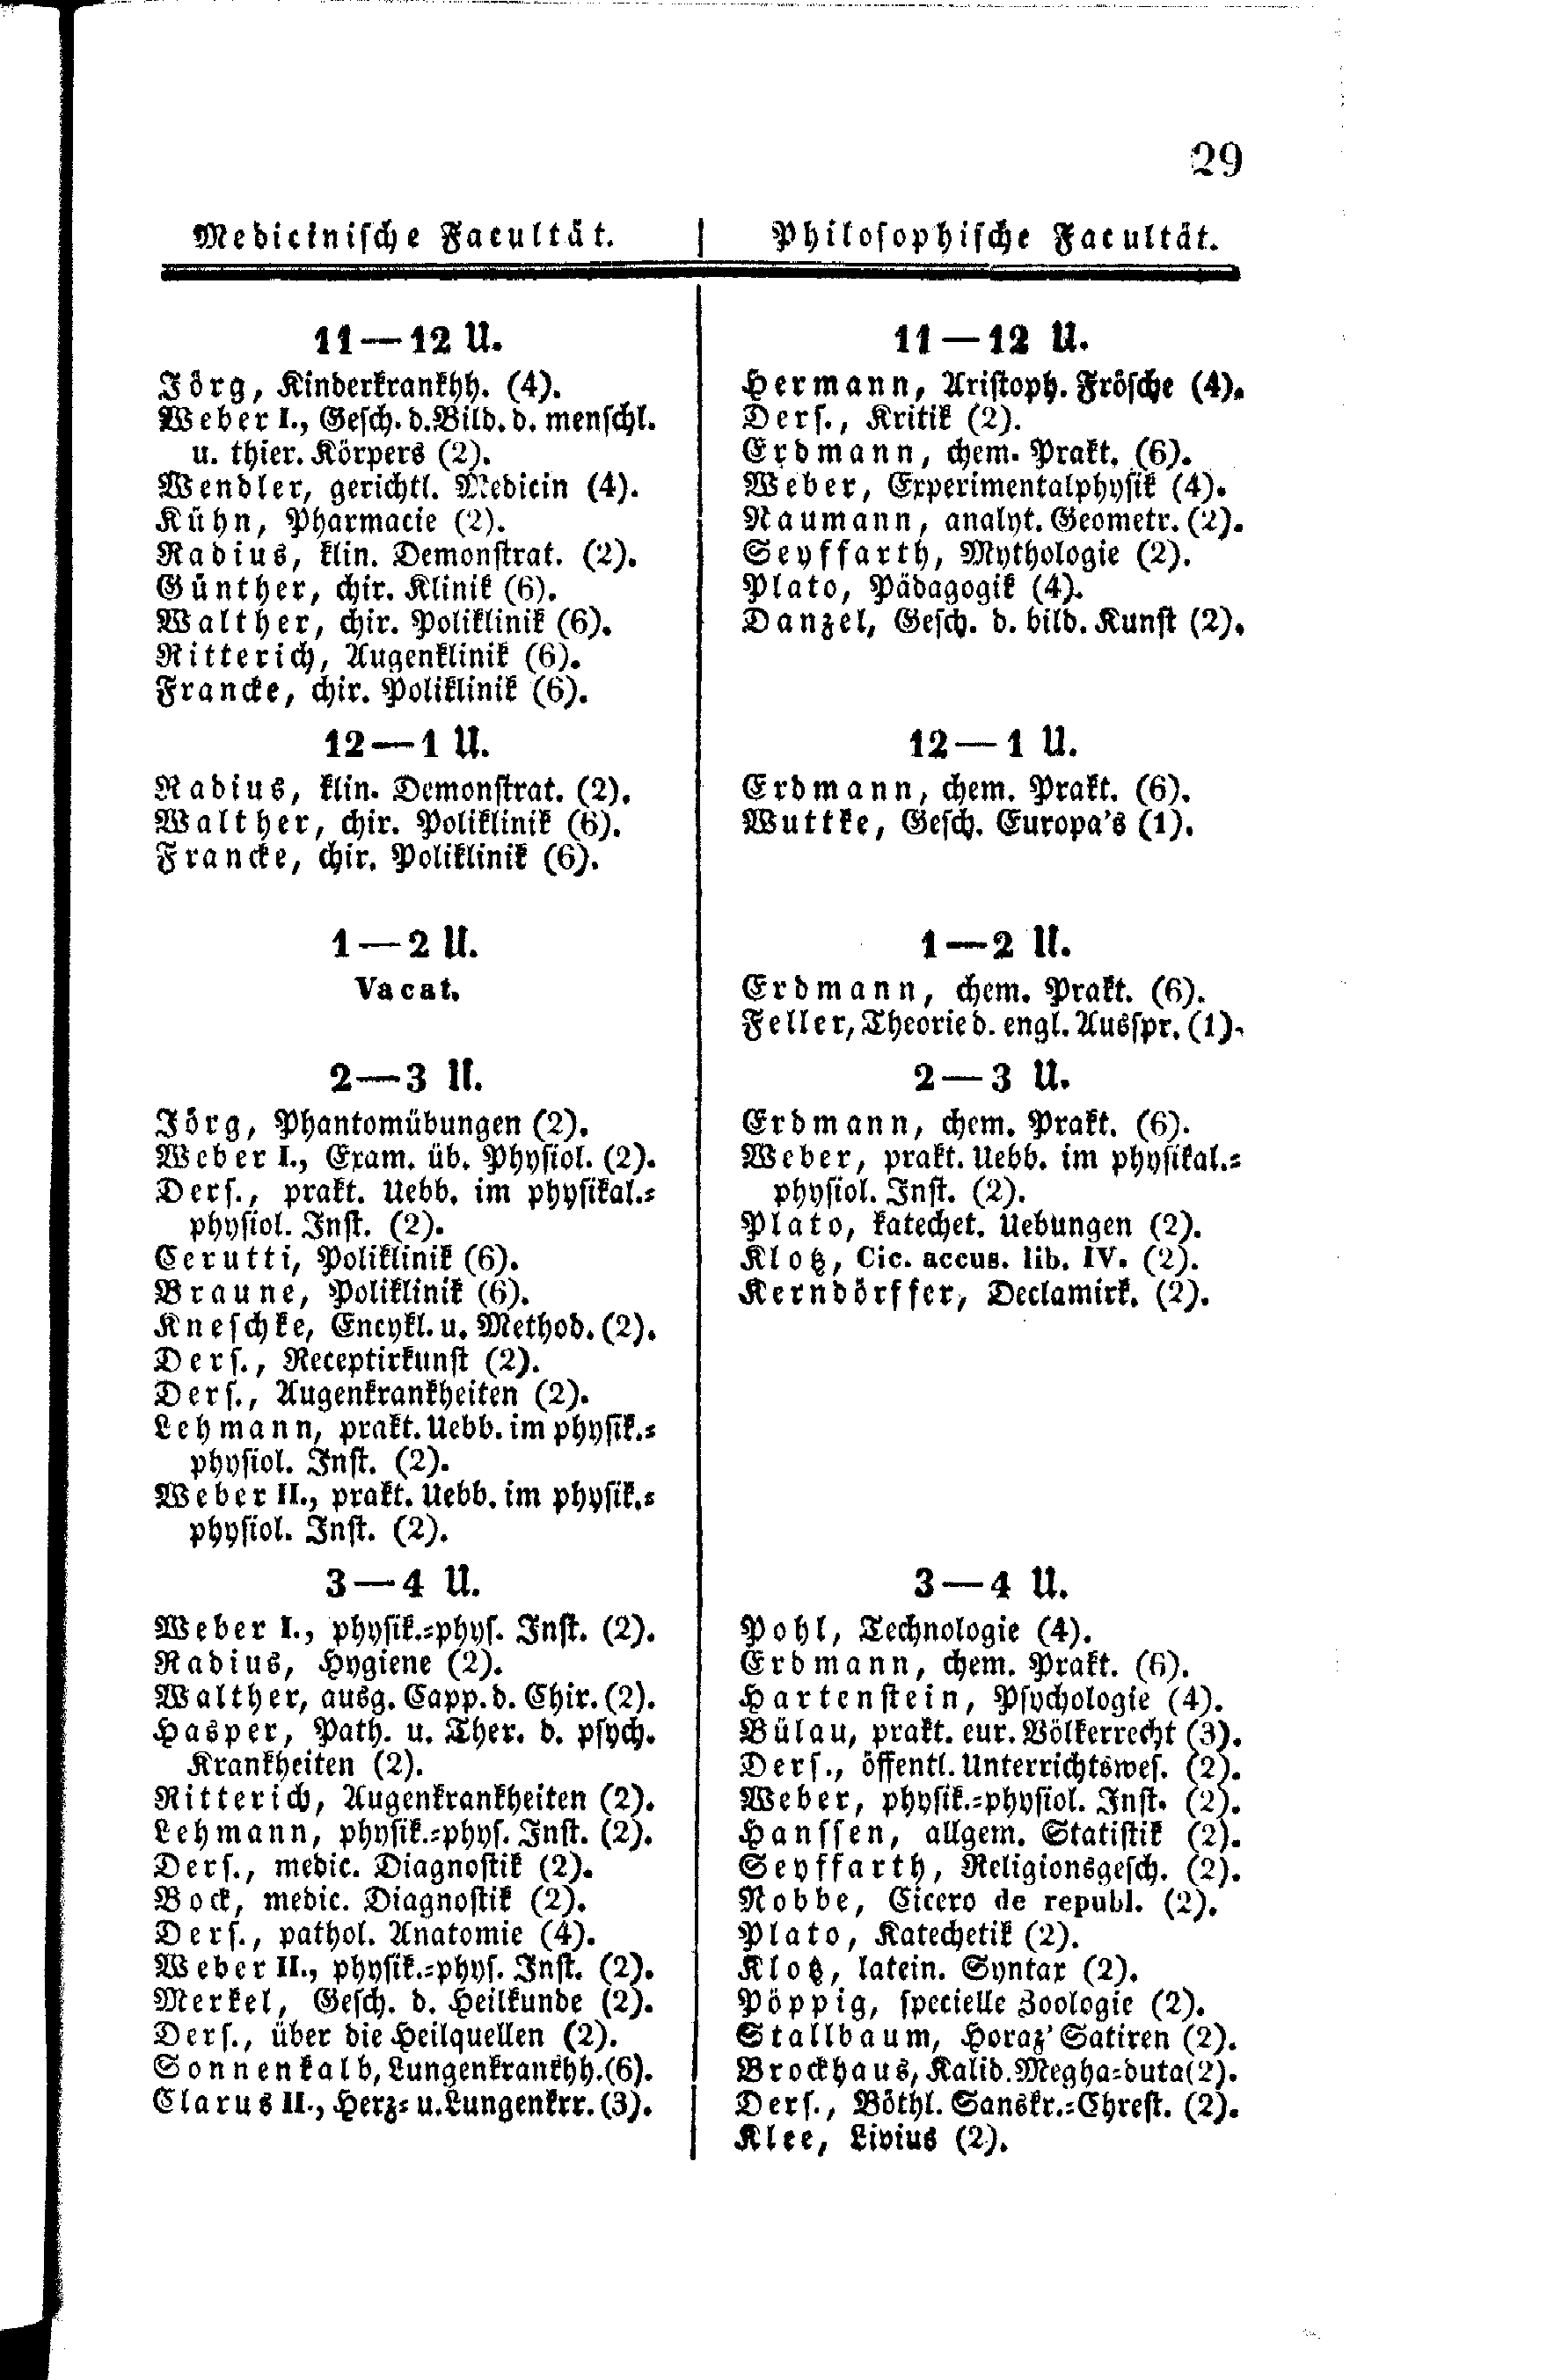 29
Medicinische Facultät.
11—12 U.
Jörg, Kinderkrankhh. (4).
Weber I., Gesch. d. Bild. d. menschl.
u. thier. Körpers (2).
Wendler, gerichtl. Medicin (4).
Kühn, Pharmacie (2).
Radius, klin. Demonstrat. (2).
Günther, chir. Klinik (6).
Walther, chir. Poliklinik (6).
Ritterich, Augenklinik (6).
Francke, chir. Poliklinik (6).
12—1 U.
Radius, klin. Demonstrat. (2).
Walther, chir. Poliklinik (6).
Francke, chir. Poliklinik (6).
1—2 U.
Vacat.
2—3 U.
Jörg, Phantomübungen (2).
Weber I., Exam. üb. Physiol. (2).
Ders., prakt. Uebb. im physikal.-
physiol. Inst. (2).
Cerutti, Poliklinik (6).
Braune, Poliklinik (6).
Kneschke, Encykl. u. Method. (2).
Ders., Receptirkunst (2).
Ders., Augenkrankheiten (2).
Lehmann, prakt. Uebb. im physik.-
physiol. Inst. (2).
Weber II., prakt. Uebb. im physik.-
physiol. Inst. (2).
3—4 U.
Weber I., physik.-phys. Inst. (2).
Radius, Hygiene (2).
Walther, ausg. Capp. d. Chir. (2).
Hasper, Path. u. Ther. d. psych.
Krankheiten (2).
Ritterich, Augenkrankheiten (2).
Lehmann, physik.-phys. Inst. (2).
Ders., medic. Diagnostik (2).
Bock, medic. Diagnostik (2).
Ders., pathol. Anatomie (4).
Weber II., physik.-phys. Inst. (2).
Merkel, Gesch. d. Heilkunde (2).
Ders., über die Heilquellen (2).
Sonnenkalb, Lungenkrankhh. (6).
Clarus II., Herz- u. Lungenkrr. (3).
Philosophische Facultät.
11—12 U.
Hermann, Aristoph. Frösche (4).
Ders., Kritik (2).
Erdmann, chem. Prakt. (6).
Weber, Experimentalphysik (4).
Naumann, analyt. Geometr. (2).
Seyffarth, Mythologie (2).
Plato, Pädagogik (4).
Danzel, Gesch. d. bild. Kunst (2).
12—1 U.
Erdmann, chem. Prakt. (6).
Wuttke, Gesch. Europa's (1).
1—2 U.
Erdmann, chem. Prakt. (6).
Feller, Theorie d. engl. Ausspr. (1).
2—3 U.
Erdmann, chem. Prakt. (6).
Weber, prakt. Uebb. im physikal.-
physiol. Inst. (2).
Plato, katechet. Uebungen (2).
Klotz, Cic. accus. lib. IV. (2).
Kerndörffer, Declamirk. (2).
3—4 U.
Pohl, Technologie (4).
Erdmann, chem. Prakt. (6).
Hartenstein, Psychologie (4).
Bülau, prakt. eur. Völkerrecht (3).
Ders., öffentl. Unterrichtswes. (2).
Weber, physik.-physiol. Inst. (2).
Hanssen, allgem. Statistik (2).
Seyffarth, Religionsgesch. (2).
Nobbe, Cicero de republ. (2).
Plato, Katechetik (2).
Klotz, latein. Syntax (2).
Pöppig, specielle Zoologie (2).
Stallbaum, Horaz' Satiren (2).
Brockhaus, Kalid. Megha-duta (2).
Ders., Böthl. Sanskr.-Chrest. (2).
Klee, Livius (2).